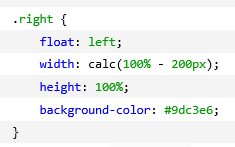 .right {
    float: left;
    width: calc(100% - 200px);
    height: 100%;
    background-color: #9dc3e6;
}